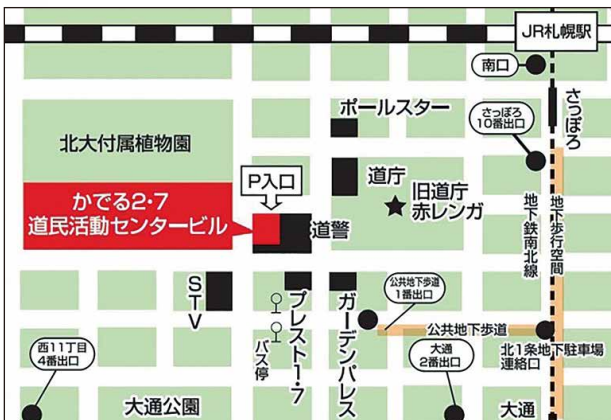 JR札幌駅
南口
さっぽろ
ポールスター
さっぽろ
10番出口
北大付属植物園
道庁
旧道庁
赤レンガ
P入口
かでる2・7
道民活動センタービル
道警
地下鉄南北線
地下歩行空間
STV
プレスト1・7
バス停
ガーデンパレス
公共地下歩道
1番出口
公共地下歩道
北1条地下駐車場
連絡口
西11丁目
4番出口
大通
2番出口
大通公園
大通